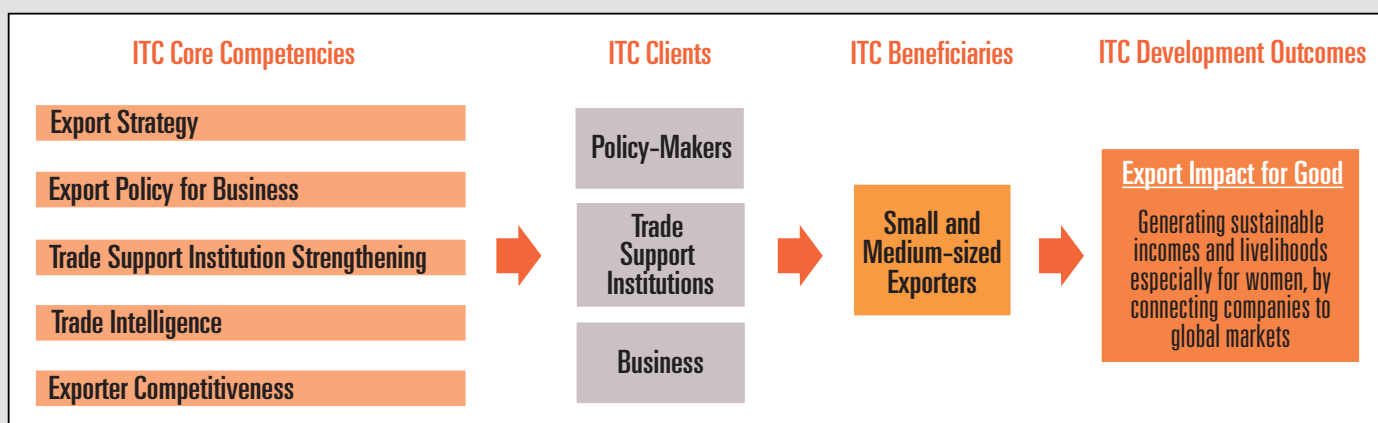 ITC Core Competencies
Export Strategy
Export Policy for Business
Trade Support Institution Strengthening
Trade Intelligence
Exporter Competitiveness
ITC Clients
Policy-Makers
Trade
Support
Institutions
Business
ITC Beneficiaries
Small and
Medium-sized
Exporters
ITC Development Outcomes
Export Impact for Good
Generating sustainable
incomes and livelihoods
especially for women, by
connecting companies to
global markets